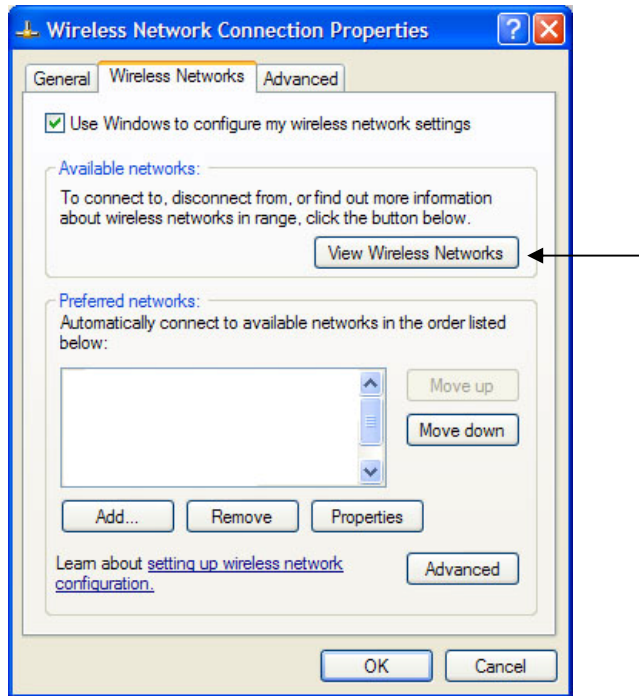 Wireless Network Connection Properties
General
Wireless Networks
Advanced
Use Windows to configure my wireless network settings
Available networks:
To connect to, disconnect from, or find out more information
about wireless networks in range, click the button below.
View Wireless Networks
Preferred networks:
Automatically connect to available networks in the order listed
below:
Move up
Move down
Add...
Remove
Properties
Learn about setting up wireless network
configuration.
Advanced
OK
Cancel